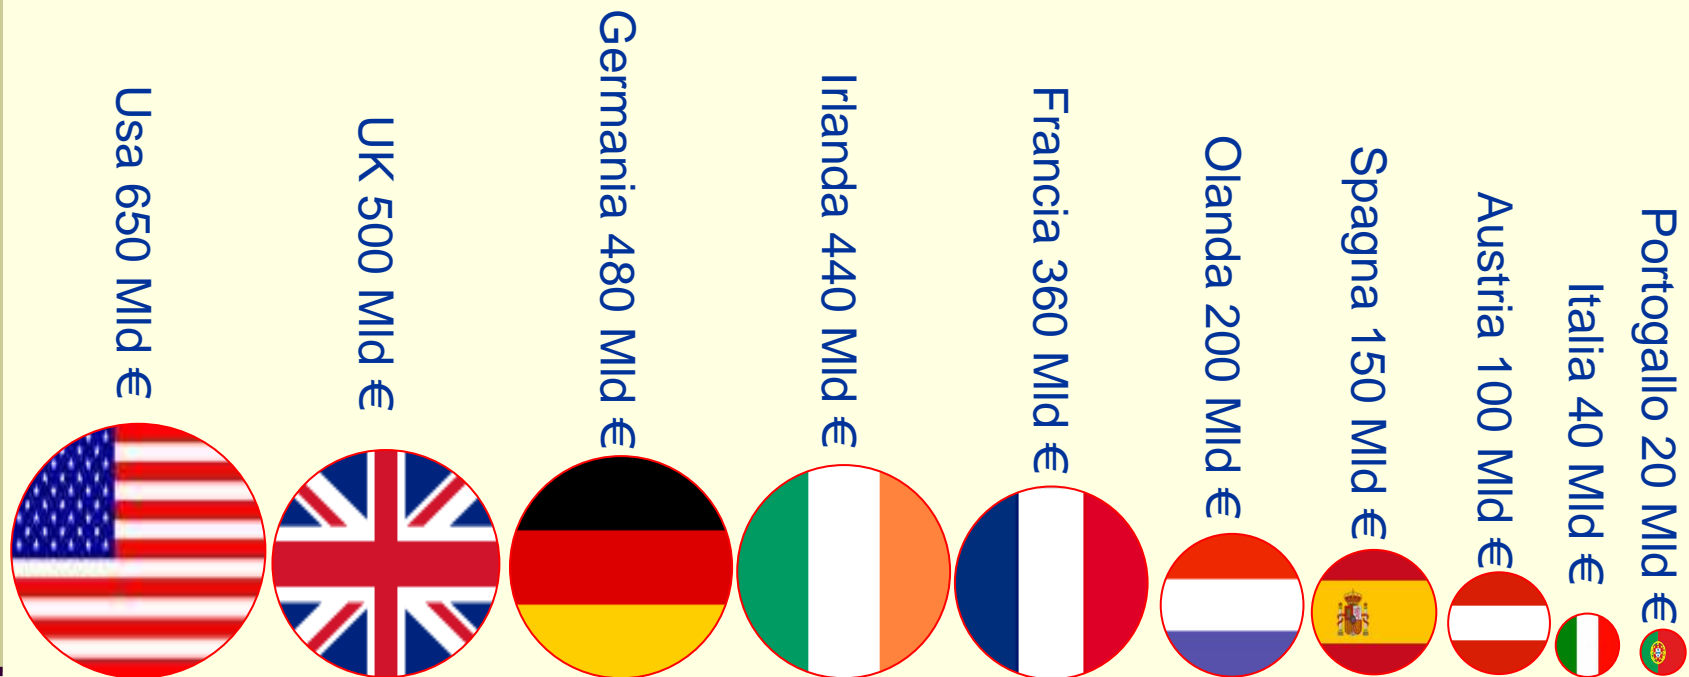 Usa 650 Mld €
UK 500 Mld €
Germania 480 Mld €
Irlanda 440 Mld €
Francia 360 Mld €
Olanda 200 Mld €
Spagna 150 Mld €
Austria 100 Mld €
Italia 40 Mld €
Portogallo 20 Mld €